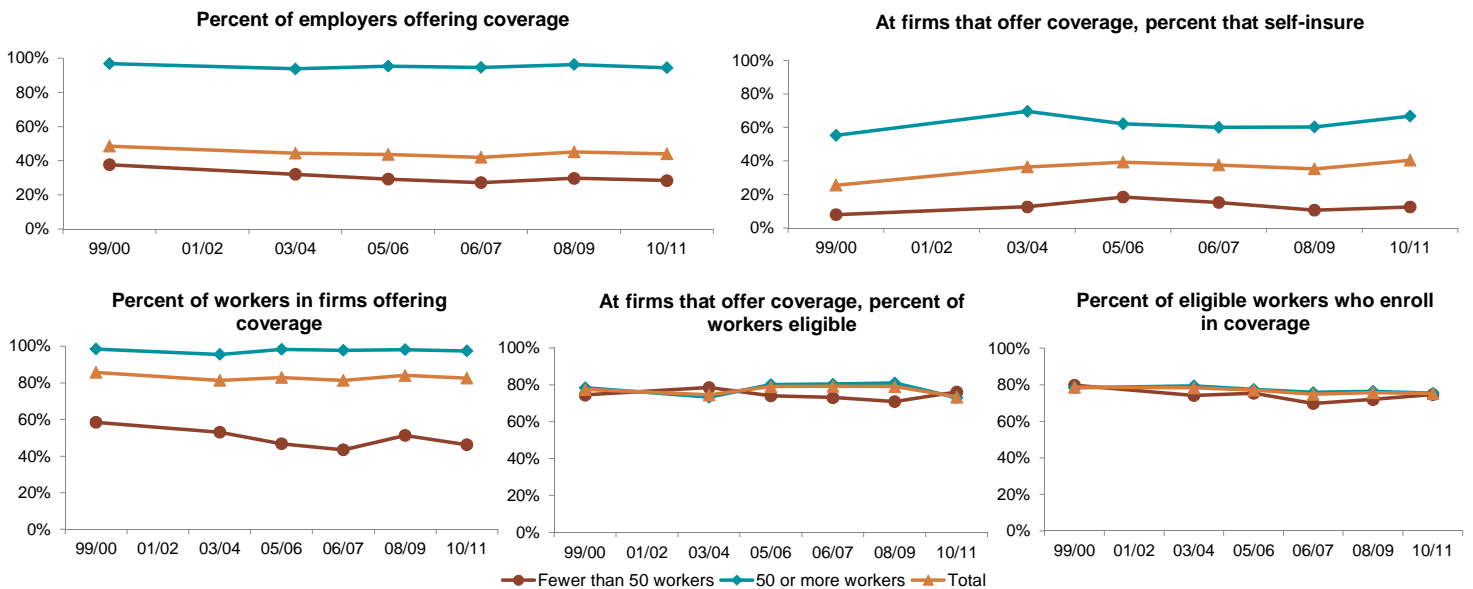 Percent of employers offering coverage
100%
80%
60%
40%
20%
0%
99/00 01/02 03/04 05/06 06/07 08/09 10/11
At firms that offer coverage, percent that self-insure
100%
80%
60%
40%
20%
0%
99/00 01/02 03/04 05/06 06/07 08/09 10/11
Percent of workers in firms offering
coverage
100%
80%
60%
40%
20%
0%
99/00 01/02 03/04 05/06 06/07 08/09 10/11
At firms that offer coverage, percent of
workers eligible
100%
80%
60%
40%
20%
0%
99/00 01/02 03/04 05/06 06/07 08/09 10/11
Percent of eligible workers who enroll
in coverage
100%
80%
60%
40%
20%
0%
99/00 01/02 03/04 05/06 06/07 08/09 10/11
Fewer than 50 workers 50 or more workers Total